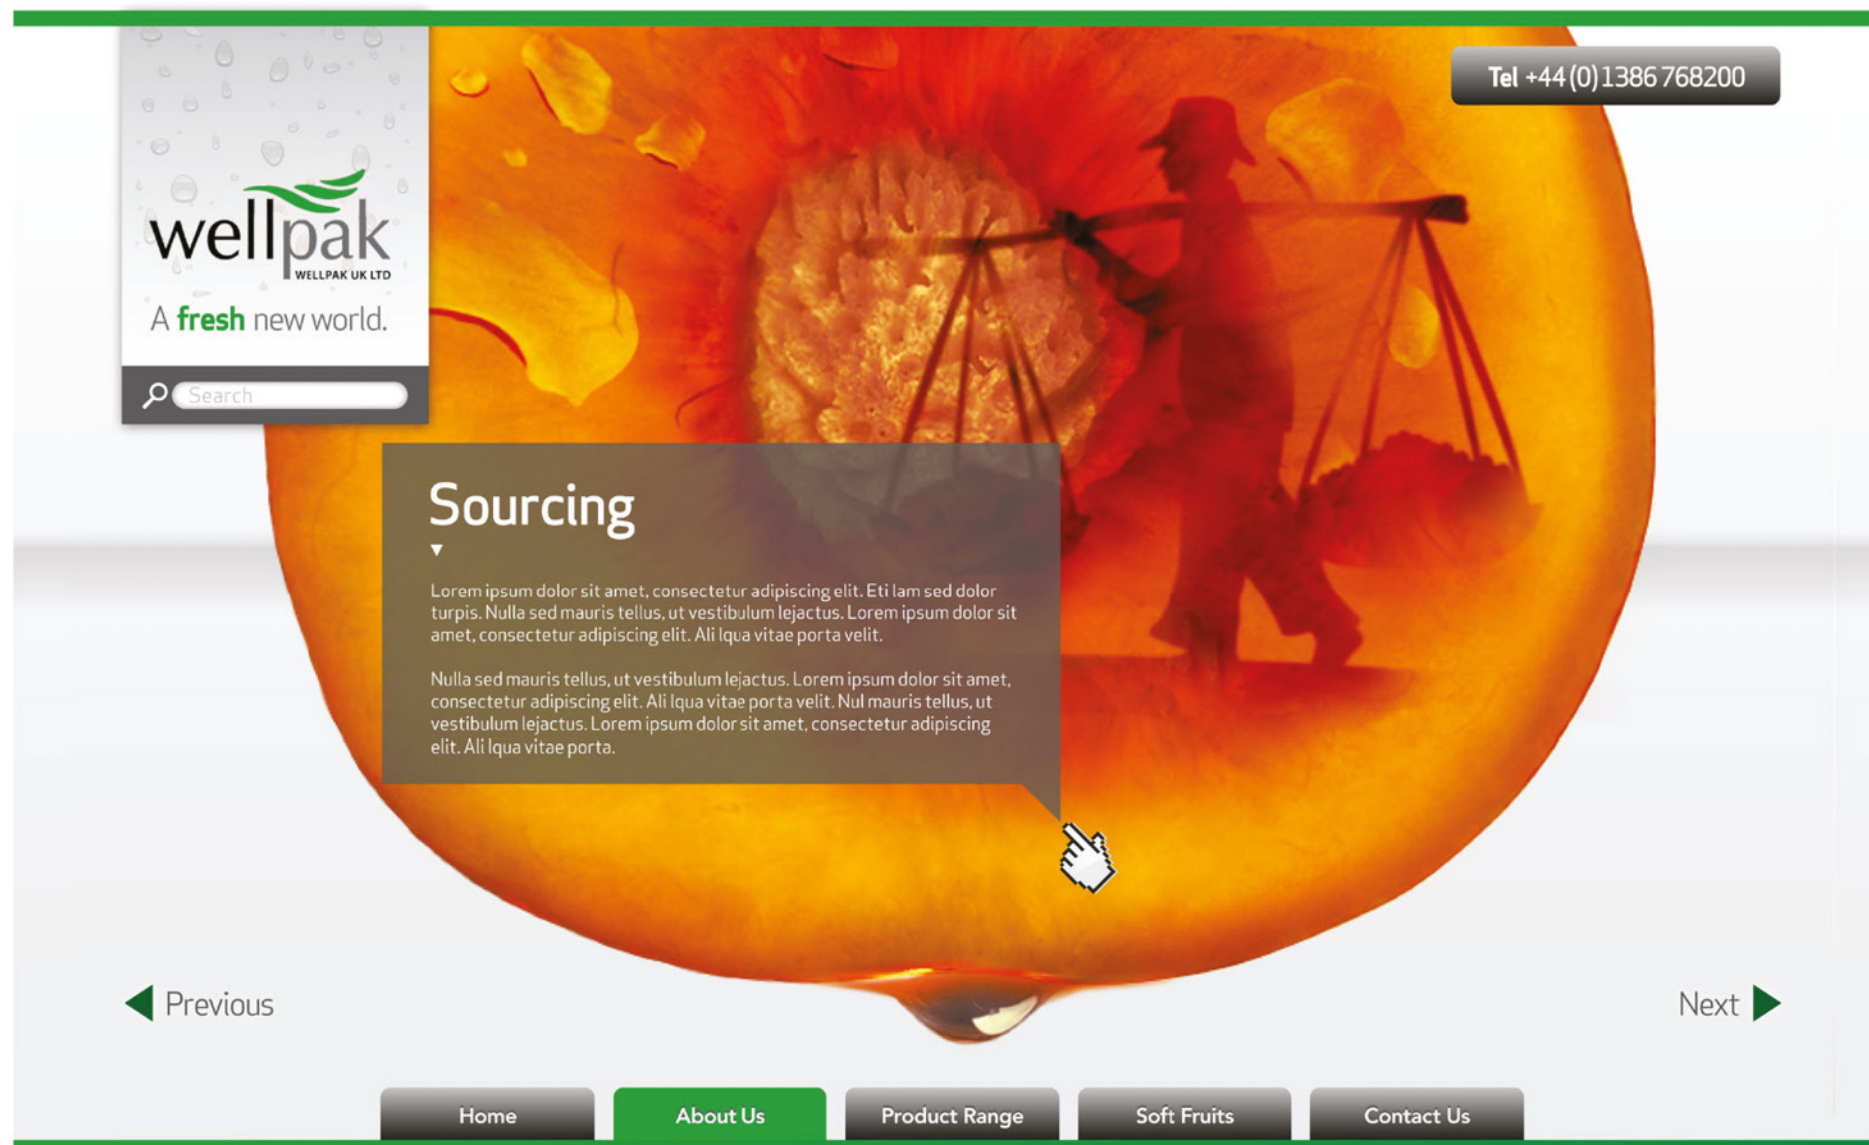 Tel +44 (0) 1386 768200
wellpak
WELLPAK UK LTD
A fresh new world.
Search
Sourcing
Lorem ipsum dolor sit amet, consectetur adipiscing elit. Eti lam sed dolor
turpis. Nulla sed mauris tellus, ut vestibulum lejactus. Lorem ipsum dolor sit
amet, consectetur adipiscing elit. Ali lqua vitae porta velit.
Nulla sed mauris tellus, ut vestibulum lejactus. Lorem ipsum dolor sit amet,
consectetur adipiscing elit. Ali lqua vitae porta velit. Nul mauris tellus, ut
vestibulum lejactus. Lorem ipsum dolor sit amet, consectetur adipiscing
elit. Ali lqua vitae porta.
Previous
Next
Home
About Us
Product Range
Soft Fruits
Contact Us